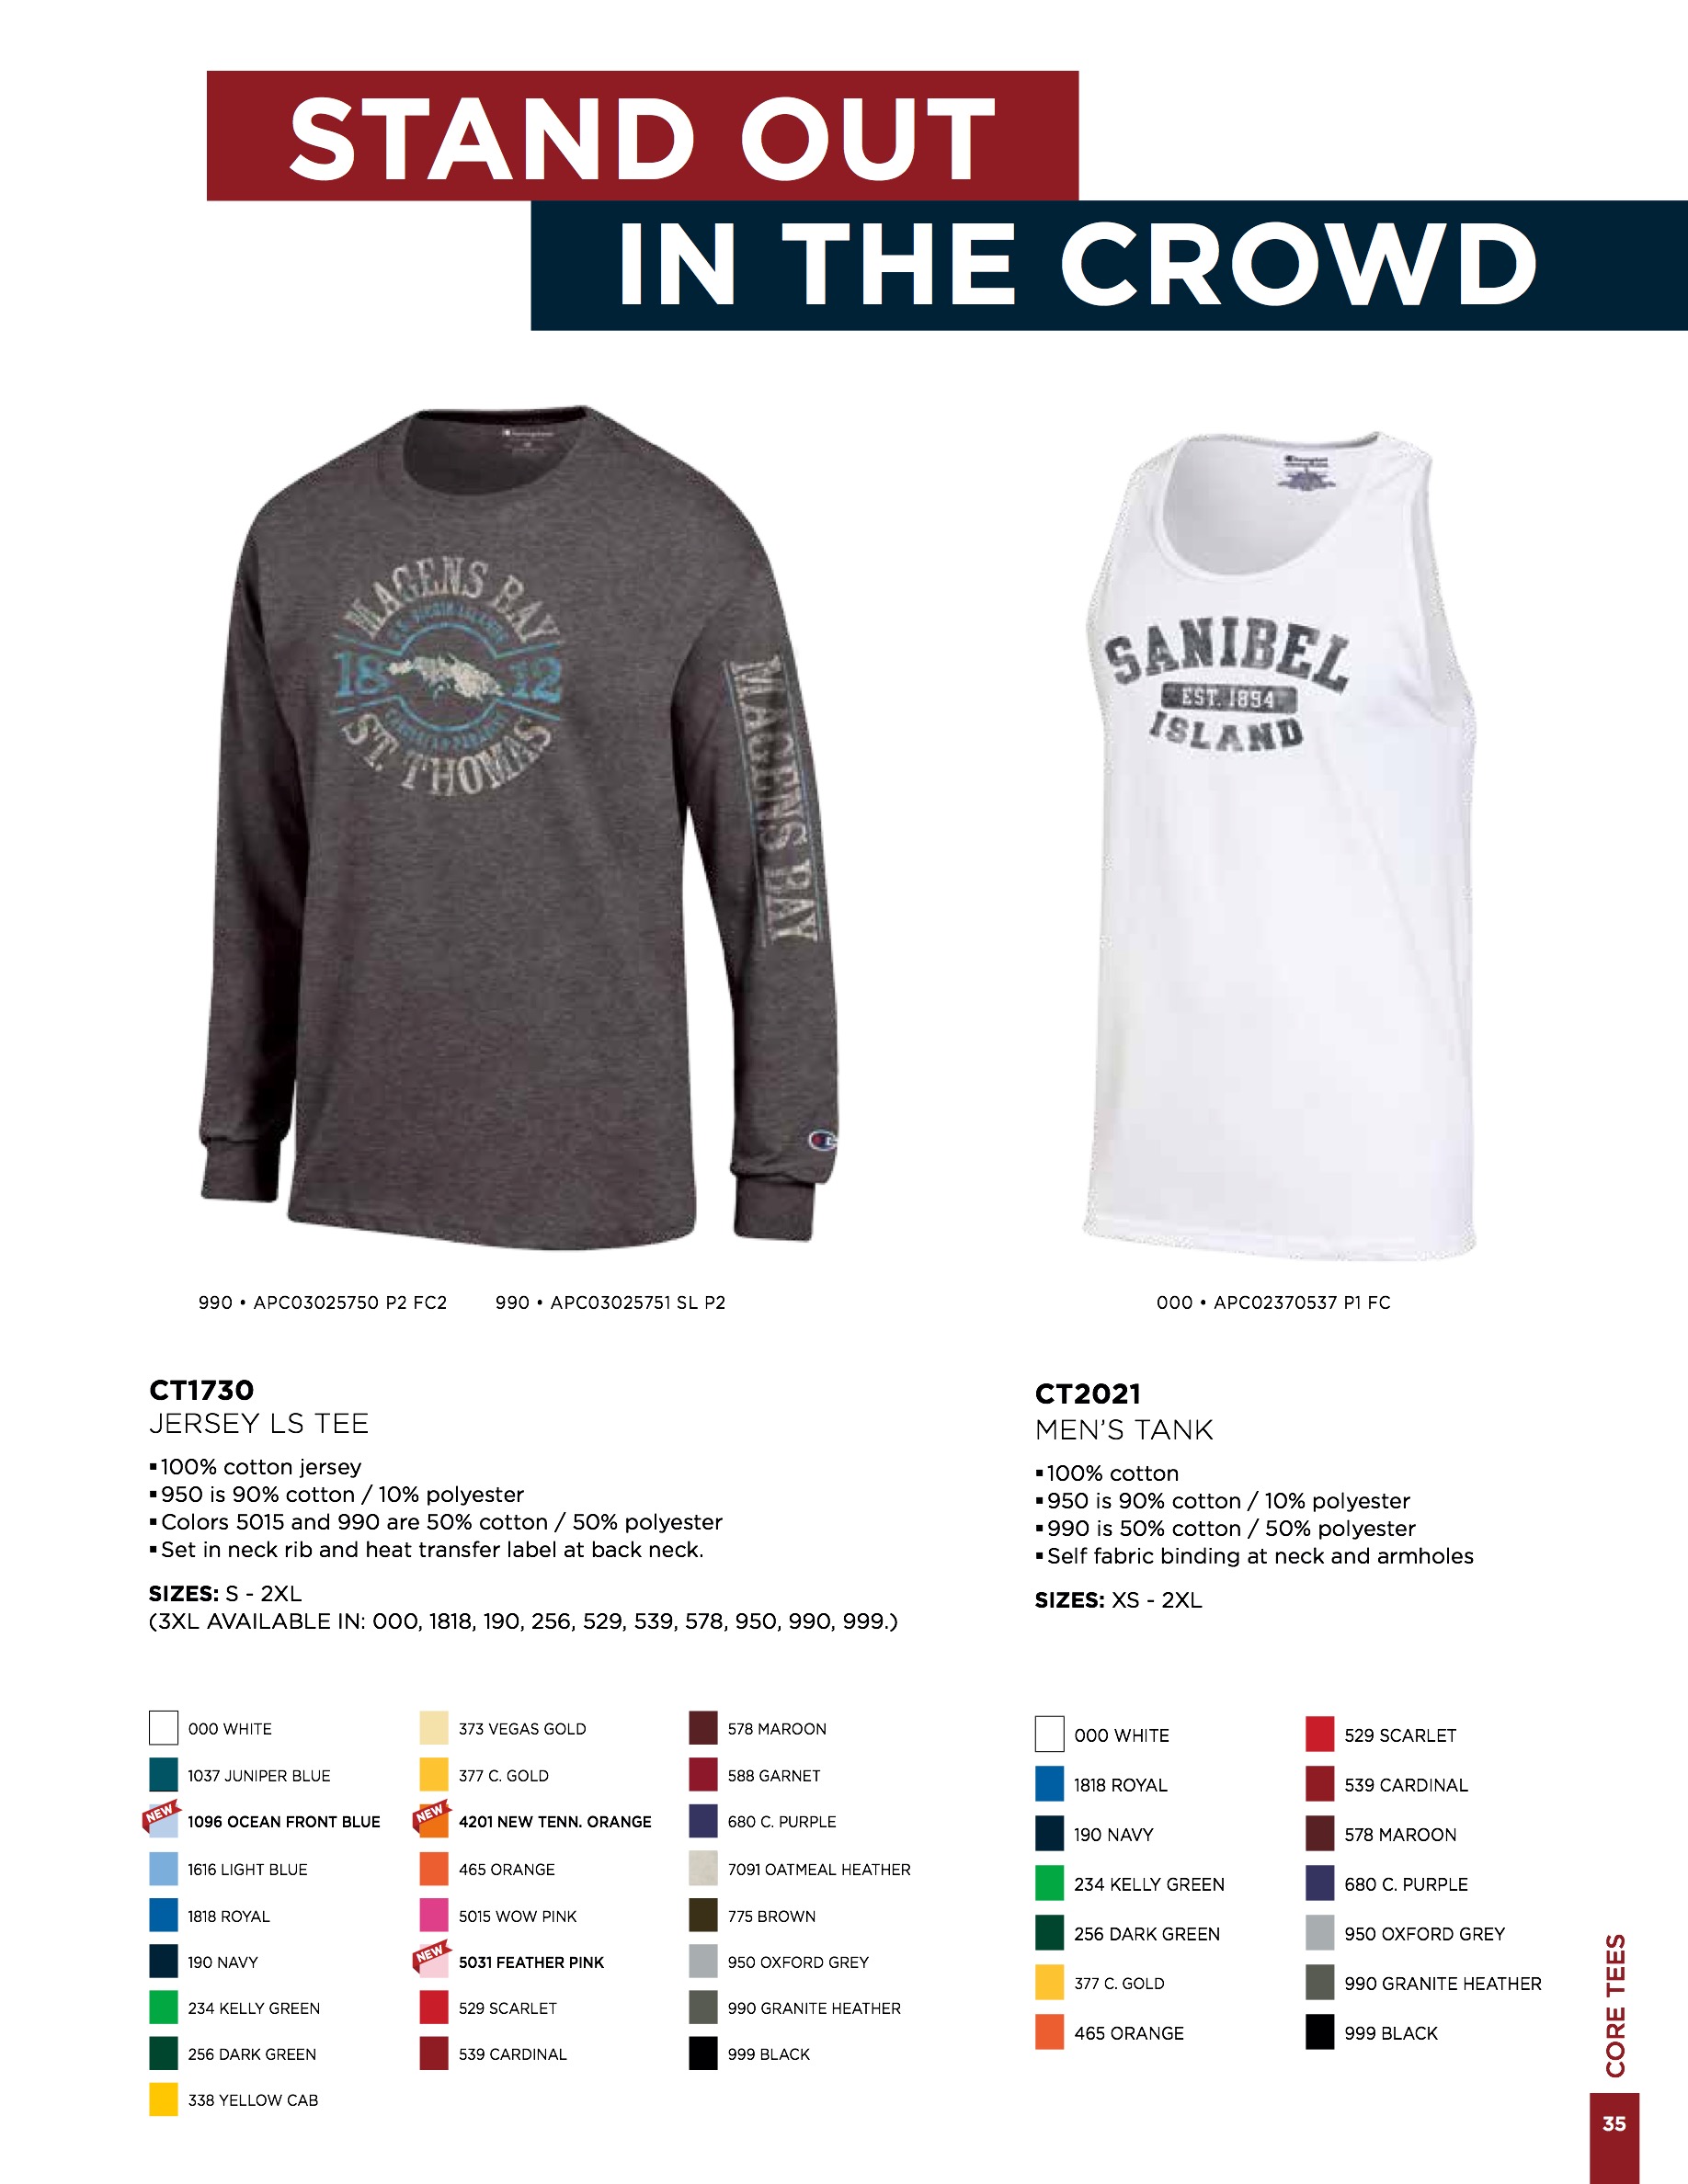 STAND OUT
IN THE CROWD
Champion
MAGENS BAY
U.S. VIRGIN ISLANDS
18 12
ST. THOMAS
MAGENS BAY
Champion
SANIBEL
EST. 1894
ISLAND
990 • APC03025750 P2 FC2
990 • APC03025751 SL P2
000 • APC02370537 P1 FC
CT1730
JERSEY LS TEE
▪ 100% cotton jersey
▪ 950 is 90% cotton / 10% polyester
▪ Colors 5015 and 990 are 50% cotton / 50% polyester
▪ Set in neck rib and heat transfer label at back neck.
SIZES: S - 2XL
(3XL AVAILABLE IN: 000, 1818, 190, 256, 529, 539, 578, 950, 990, 999.)
000 WHITE
1037 JUNIPER BLUE
NEW
1096 OCEAN FRONT BLUE
1616 LIGHT BLUE
1818 ROYAL
190 NAVY
234 KELLY GREEN
256 DARK GREEN
338 YELLOW CAB
373 VEGAS GOLD
377 C. GOLD
NEW
4201 NEW TENN. ORANGE
465 ORANGE
5015 WOW PINK
NEW
5031 FEATHER PINK
529 SCARLET
539 CARDINAL
578 MAROON
588 GARNET
680 C. PURPLE
7091 OATMEAL HEATHER
775 BROWN
950 OXFORD GREY
990 GRANITE HEATHER
999 BLACK
CT2021
MEN'S TANK
▪ 100% cotton
▪ 950 is 90% cotton / 10% polyester
▪ 990 is 50% cotton / 50% polyester
▪ Self fabric binding at neck and armholes
SIZES: XS - 2XL
000 WHITE
1818 ROYAL
190 NAVY
234 KELLY GREEN
256 DARK GREEN
377 C. GOLD
465 ORANGE
529 SCARLET
539 CARDINAL
578 MAROON
680 C. PURPLE
950 OXFORD GREY
990 GRANITE HEATHER
999 BLACK
CORE TEES
35